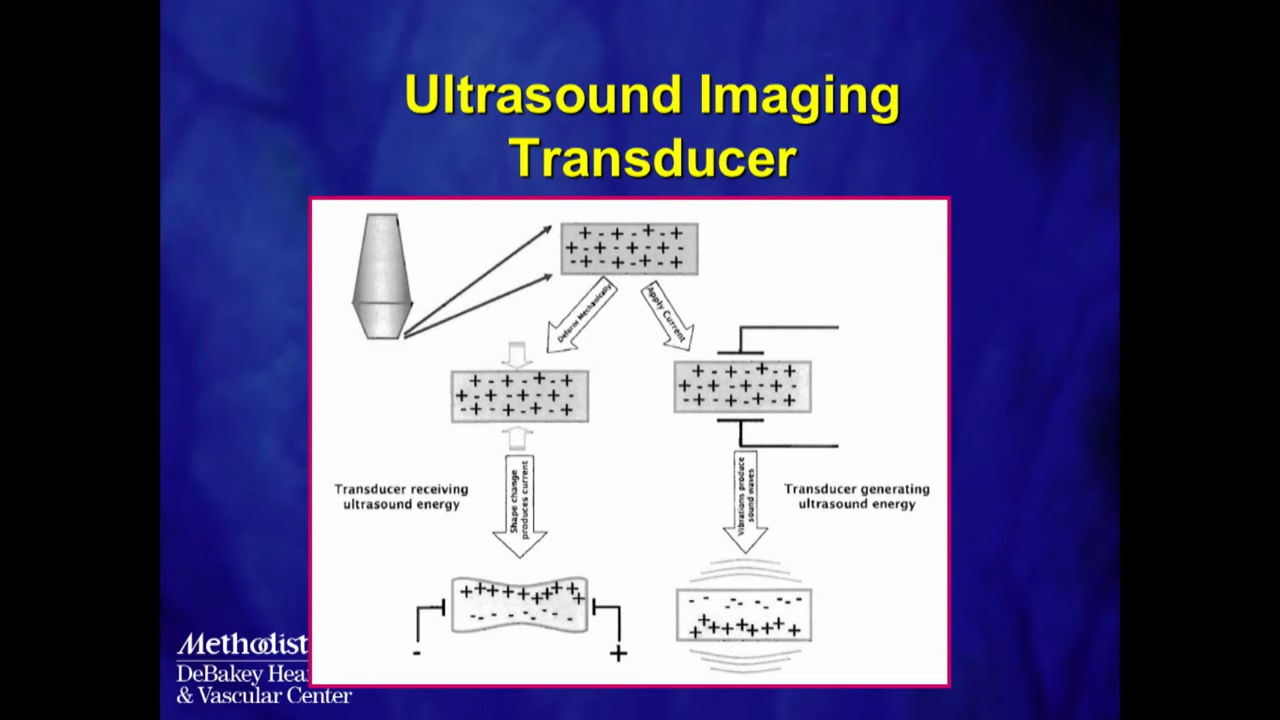 Ultrasound Imaging
Transducer
Deform Mechanically
Apply Current
Transducer receiving
ultrasound energy
Shape change
produces current
Vibrations produce
sound waves
Transducer generating
ultrasound energy
-
+
Methodist
DeBakey Hea
& Vascular Center